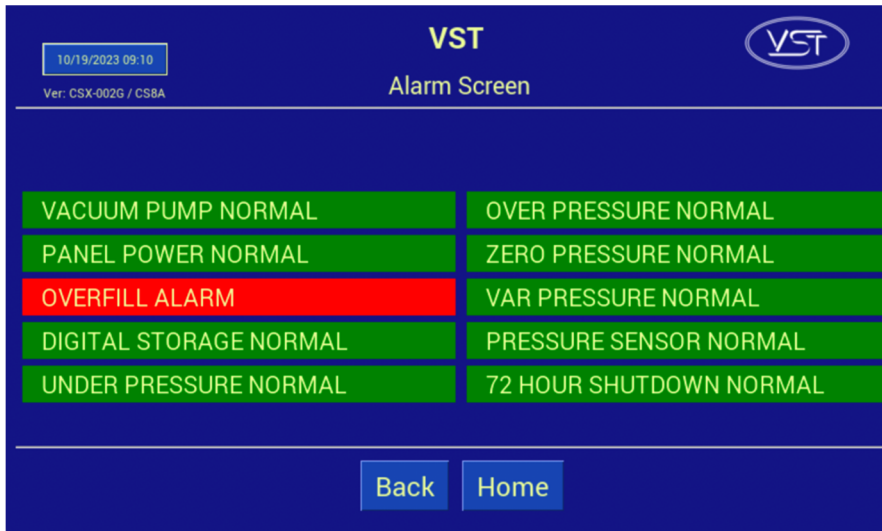 VST
10/19/2023 09:10
VST
Ver: CSX-002G / CS8A
Alarm Screen
VACUUM PUMP NORMAL
OVER PRESSURE NORMAL
PANEL POWER NORMAL
ZERO PRESSURE NORMAL
OVERFILL ALARM
VAR PRESSURE NORMAL
DIGITAL STORAGE NORMAL
PRESSURE SENSOR NORMAL
UNDER PRESSURE NORMAL
72 HOUR SHUTDOWN NORMAL
Back
Home